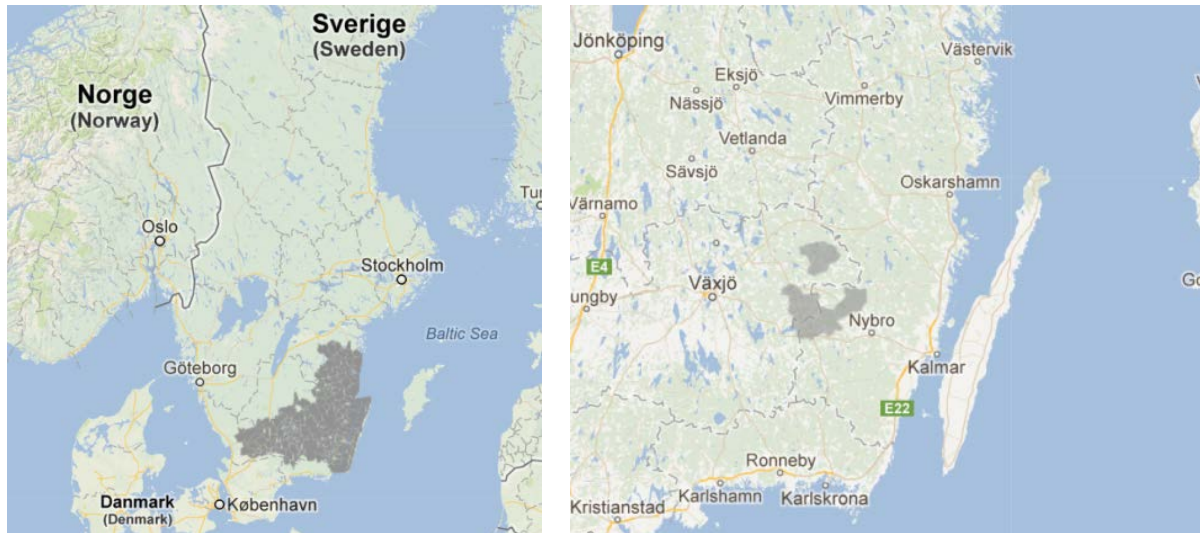 Sverige
(Sweden)
Norge
(Norway)
Oslo
Stockholm
Baltic Sea
Göteborg
Danmark
(Denmark)
København
Jönköping
Västervik
Eksjö
Nässjö
Vimmerby
Vetlanda
Sävsjö
Oskarshamn
Värnamo
E4
Växjö
ungby
Nybro
Kalmar
E22
Ronneby
Karlshamn
Karlskrona
Kristianstad